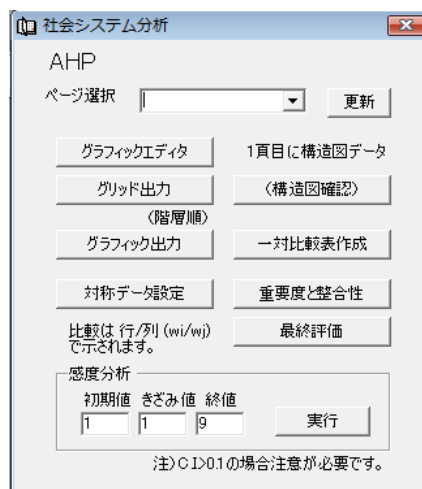 社会システム分析
AHP
ページ選択
更新
グラフィックエディタ
1頁目に構造図データ
グリッド出力
(構造図確認)
(階層順)
グラフィック出力
一対比較表作成
対称データ設定
重要度と整合性
比較は 行/列 (wi/wj)
で示されます。
最終評価
感度分析
初期値 きざみ値 終値
1 1 9
実行
注)C.I>0.1の場合注意が必要です。